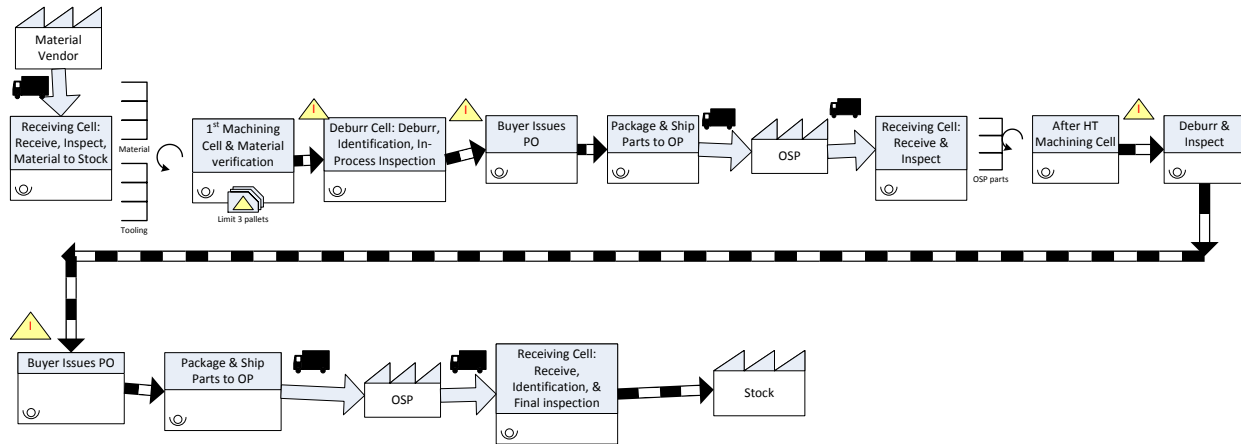 Material
Vendor
Receiving Cell:
Receive, Inspect,
Material to Stock
Material
Tooling
1st Machining
Cell & Material
verification
Limit 3 pallets
I
Deburr Cell: Deburr,
Identification, In-
Process Inspection
I
Buyer Issues
PO
Package & Ship
Parts to OP
OSP
Receiving Cell:
Receive &
Inspect
OSP parts
After HT
Machining Cell
I
Deburr &
Inspect
I
Buyer Issues PO
Package & Ship
Parts to OP
OSP
Receiving Cell:
Receive,
Identification, &
Final inspection
Stock